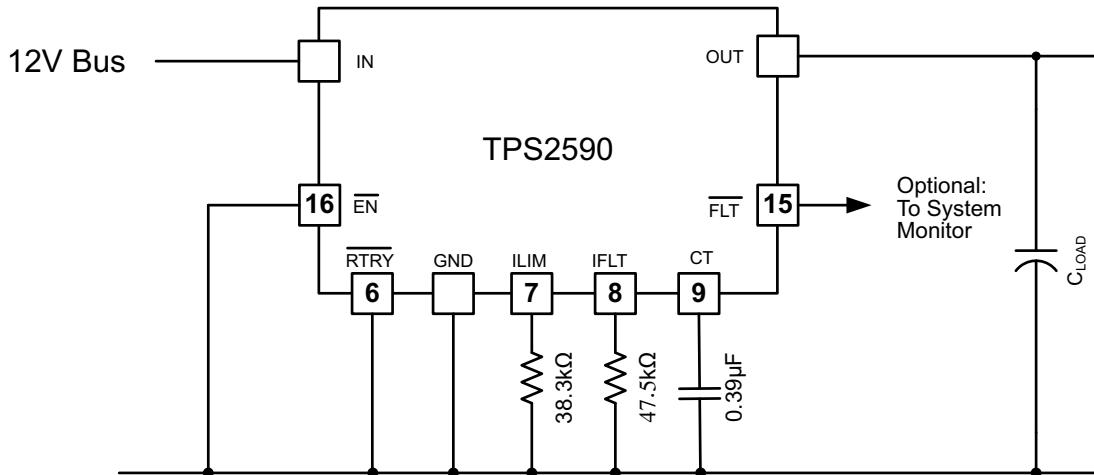 12V Bus
IN
OUT
TPS2590
16
EN
FLT
15
Optional:
To System
Monitor
RTRY
GND
ILIM
IFLT
CT
6
7
8
9
38.3kΩ
47.5kΩ
0.39µF
CLOAD